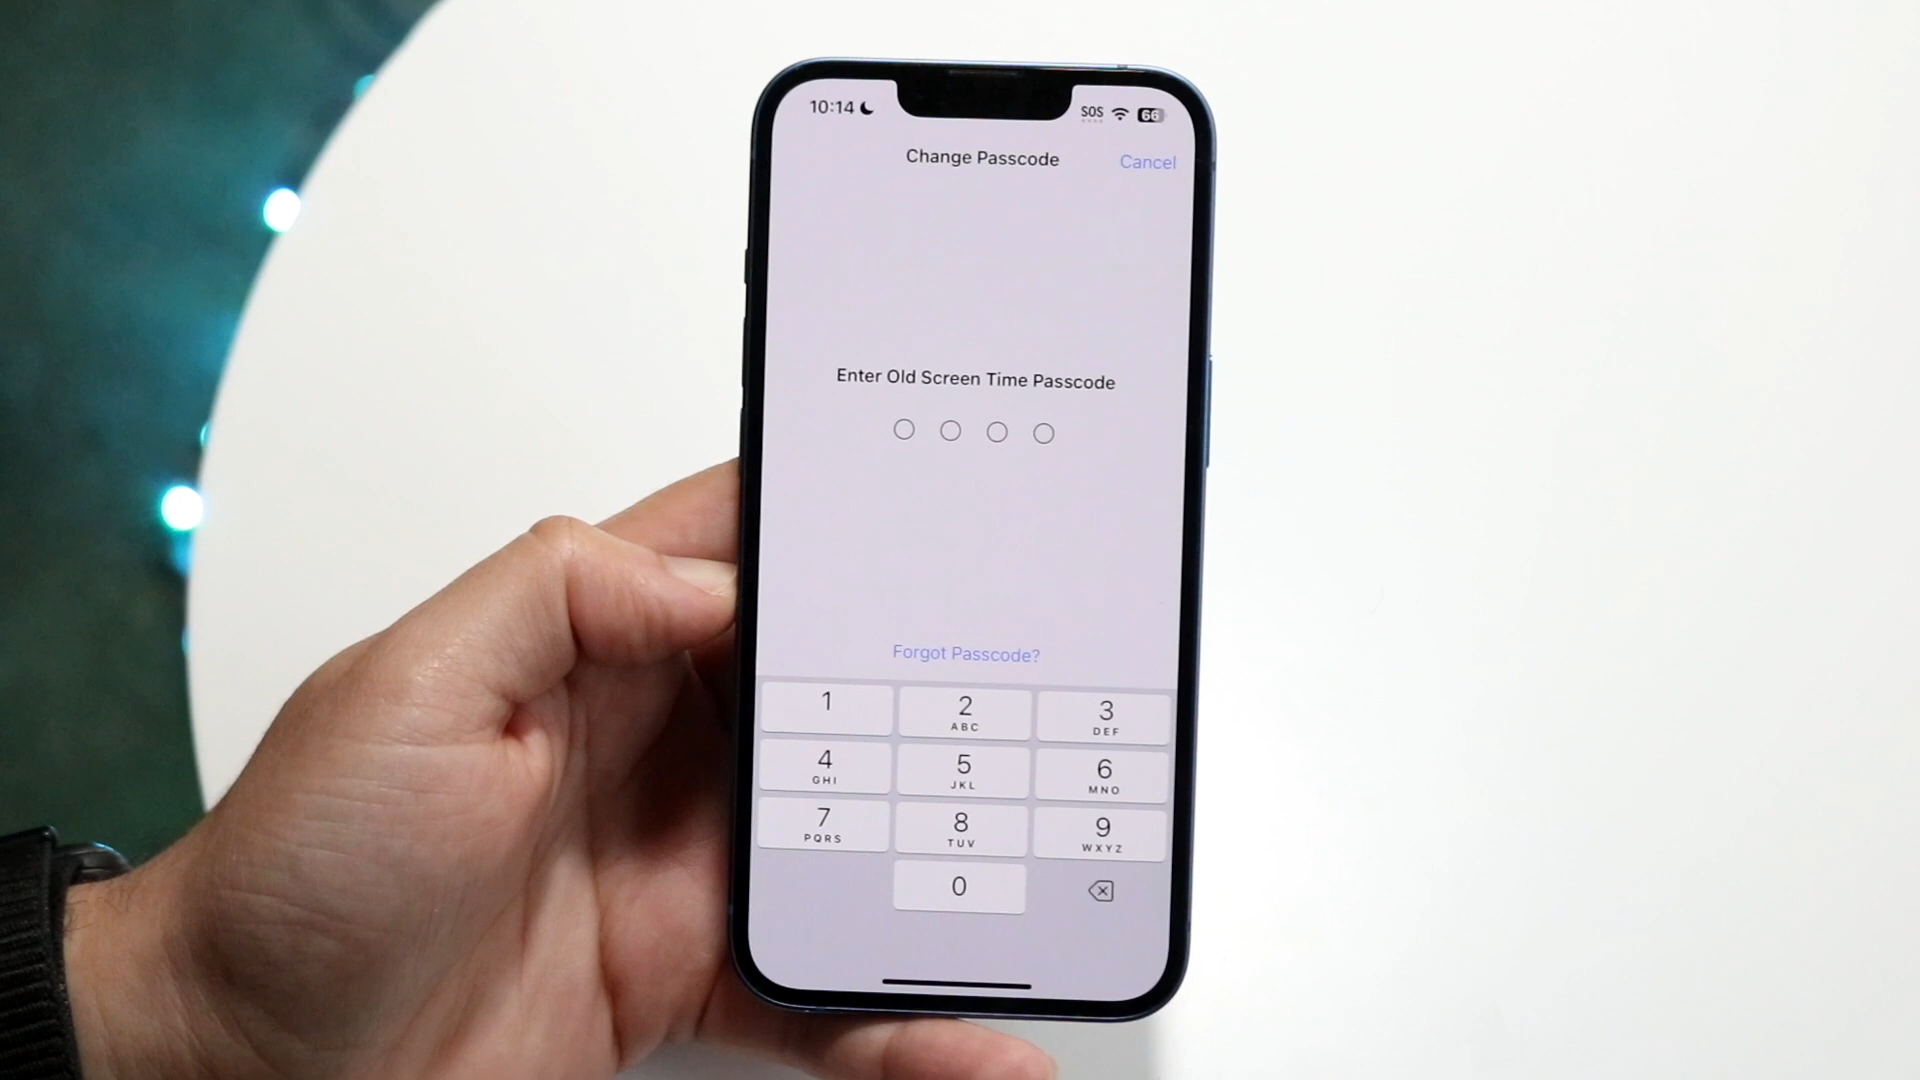 10:14 SOS 66
Change Passcode Cancel
Enter Old Screen Time Passcode
Forgot Passcode?
1 2 3
ABC DEF
4 5 6
GHI JKL MNO
7 8 9
PQRS TUV WXYZ
0